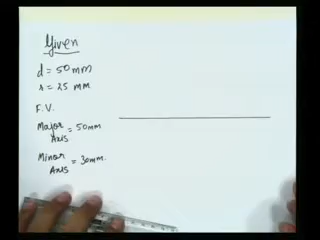 Given
d = 50 mm
r = 25 mm
F.V.
Major Axis = 50mm
Minor Axis = 30mm.